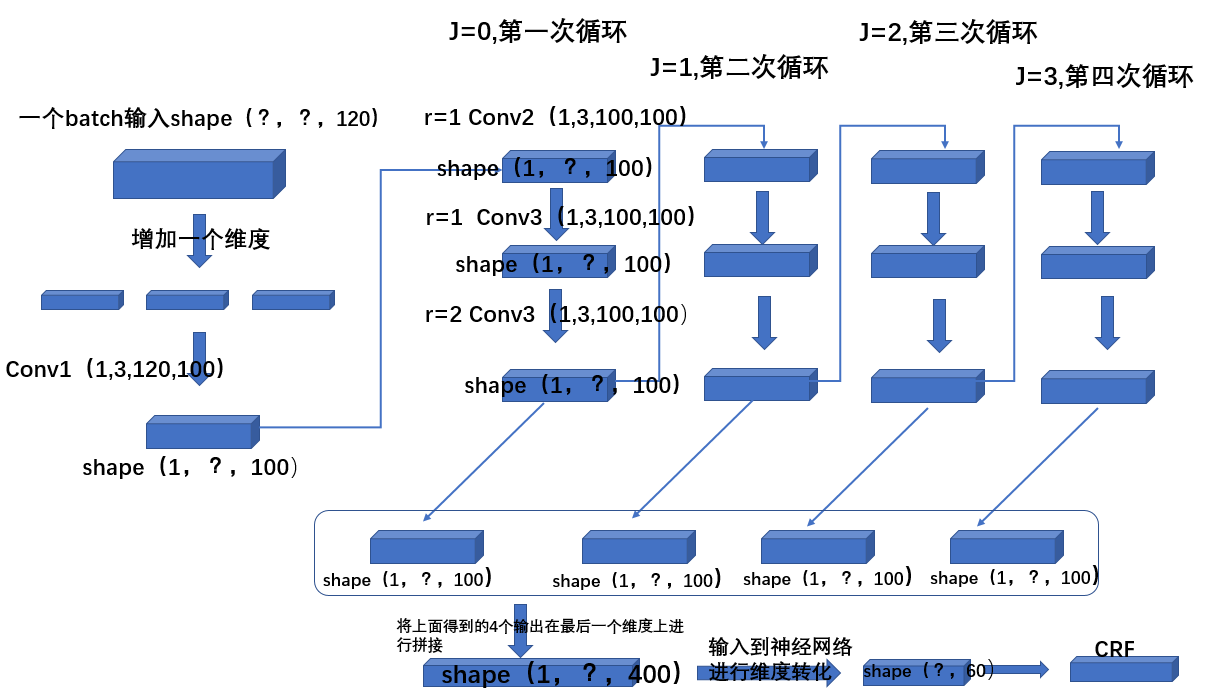 J=0,第一次循环
J=1,第二次循环
J=2,第三次循环
J=3,第四次循环
一个batch输入shape（？，？，120）
增加一个维度
Conv1（1,3,120,100）
shape（1，？，100）
r=1 Conv2（1,3,100,100）
shape（1，？，100）
r=1 Conv3（1,3,100,100）
shape（1，？，100）
r=2 Conv3（1,3,100,100）
shape（1，？，100）
shape（1，？，100）
shape（1，？，100）
shape（1，？，100）
shape（1，？，100）
将上面得到的4个输出在最后一个维度上进
行拼接
shape（1，？，400）
输入到神经网络
进行维度转化
shape（？，60）
CRF